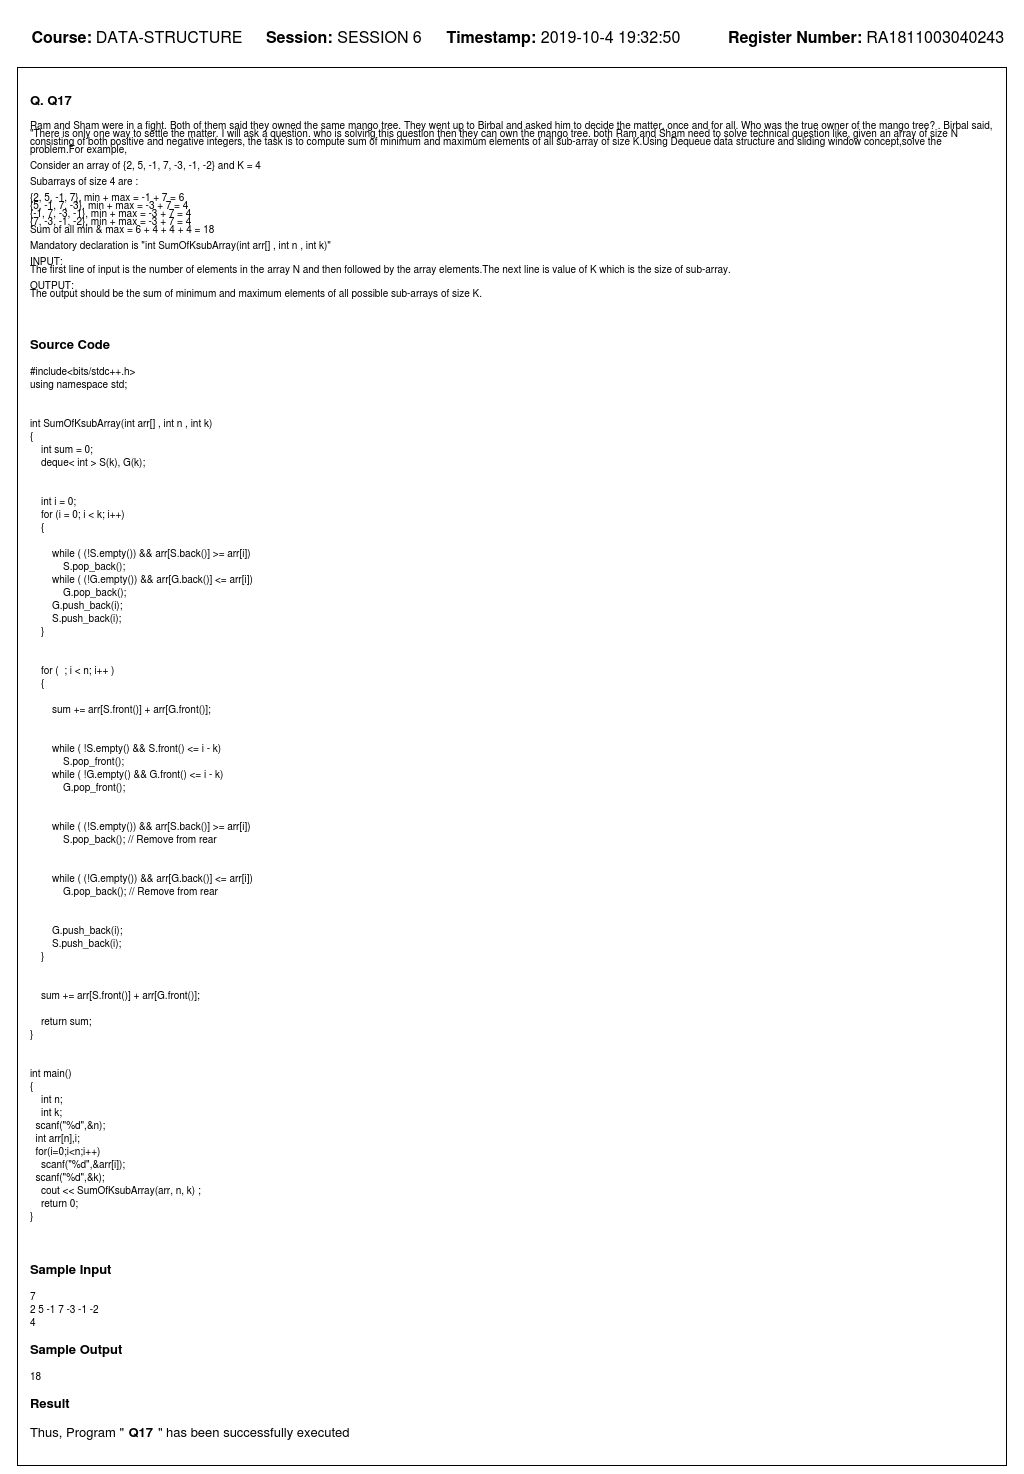 Course: DATA-STRUCTURE Session: SESSION 6 Timestamp: 2019-10-4 19:32:50 Register Number: RA1811003040243
Q. Q17
Ram and Sham were in a fight. Both of them said they owned the same mango tree. They went up to Birbal and asked him to decide the matter, once and for all. Who was the true owner of the mango tree? . Birbal said,
"There is only one way to settle the matter. I will ask a question. who is solving this question then they can own the mango tree. both Ram and Sham need to solve technical question like, given an array of size N
consisting of both positive and negative integers, the task is to compute sum of minimum and maximum elements of all sub-array of size K.Using Dequeue data structure and sliding window concept,solve the
problem.For example,
Consider an array of {2, 5, -1, 7, -3, -1, -2} and K = 4
Subarrays of size 4 are :
{2, 5, -1, 7}, min + max = -1 + 7 = 6
{5, -1, 7, -3}, min + max = -3 + 7 = 4
{-1, 7, -3, -1}, min + max = -3 + 7 = 4
{7, -3, -1, -2}, min + max = -3 + 7 = 4
Sum of all min & max = 6 + 4 + 4 + 4 = 18
Mandatory declaration is "int SumOfKsubArray(int arr[] , int n , int k)"
INPUT:
The first line of input is the number of elements in the array N and then followed by the array elements.The next line is value of K which is the size of sub-array.
OUTPUT:
The output should be the sum of minimum and maximum elements of all possible sub-arrays of size K.
Source Code
#include<bits/stdc++.h>
using namespace std;
int SumOfKsubArray(int arr[] , int n , int k)
{
int sum = 0;
deque< int > S(k), G(k);
int i = 0;
for (i = 0; i < k; i++)
{
while ( (!S.empty()) && arr[S.back()] >= arr[i])
S.pop_back();
while ( (!G.empty()) && arr[G.back()] <= arr[i])
G.pop_back();
G.push_back(i);
S.push_back(i);
}
for (  ; i < n; i++ )
{
sum += arr[S.front()] + arr[G.front()];
while ( !S.empty() && S.front() <= i - k)
S.pop_front();
while ( !G.empty() && G.front() <= i - k)
G.pop_front();
while ( (!S.empty()) && arr[S.back()] >= arr[i])
S.pop_back(); // Remove from rear
while ( (!G.empty()) && arr[G.back()] <= arr[i])
G.pop_back(); // Remove from rear
G.push_back(i);
S.push_back(i);
}
sum += arr[S.front()] + arr[G.front()];
return sum;
}
int main()
{
int n;
int k;
scanf("%d",&n);
int arr[n],i;
for(i=0;i<n;i++)
scanf("%d",&arr[i]);
scanf("%d",&k);
cout << SumOfKsubArray(arr, n, k) ;
return 0;
}
Sample Input
7
2 5 -1 7 -3 -1 -2
4
Sample Output
18
Result
Thus, Program " Q17 " has been successfully executed